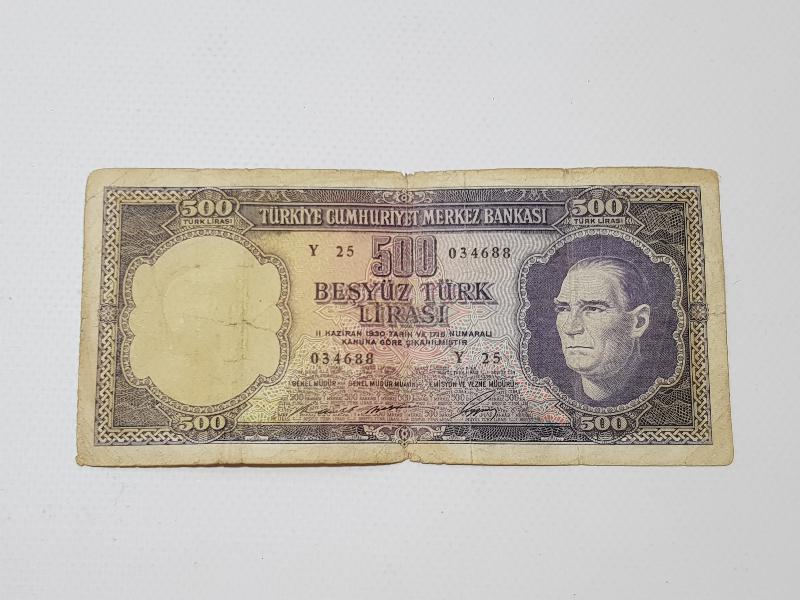 500 TÜRKİYE CUMHURİYET MERKEZ BANKASI 500
TÜRK LİRASI TÜRK LİRASI
Y 25 500 034688
BEŞYÜZ TÜRK
LİRASI
11 HAZİRAN 1930 TARİH VE 1715 NUMARALI
KANUNA GÖRE ÇIKARILMIŞTIR
034688 Y 25
GENEL MÜDÜR GENEL MÜDÜR MUAVİNİ EMİSYON VE VEZNE MÜDÜRÜ
500 500